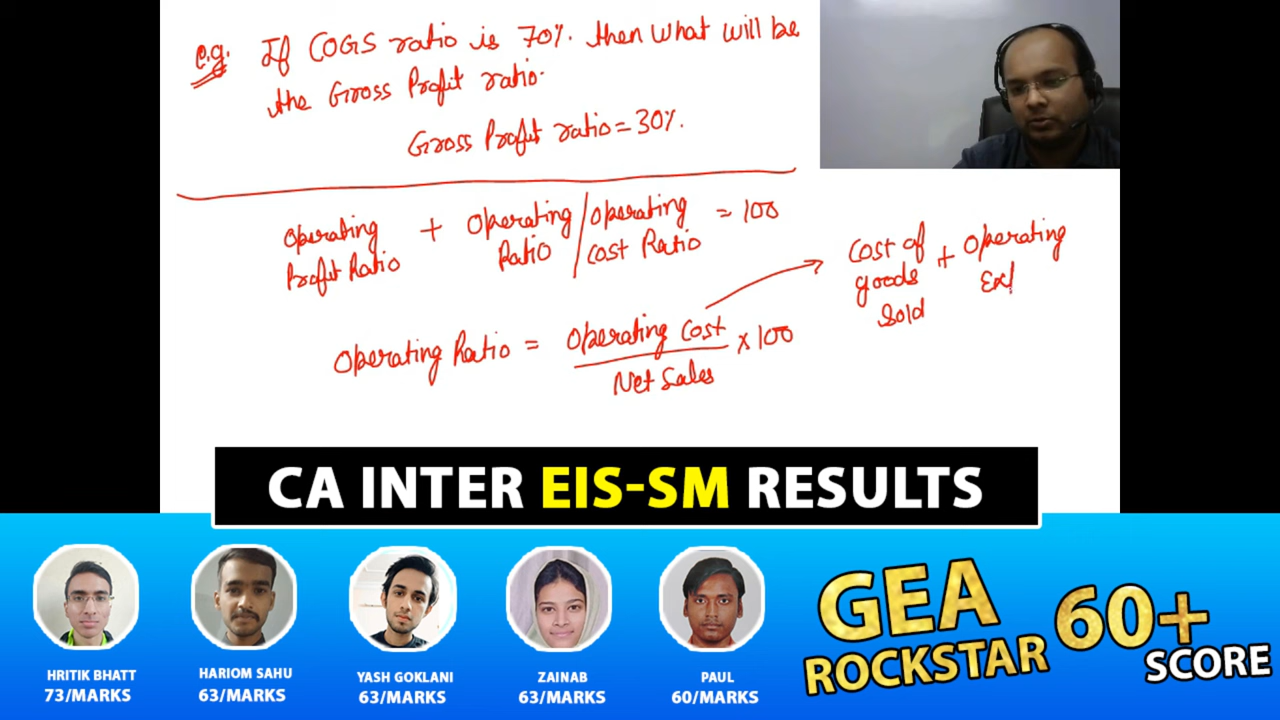 e.g. If COGS ratio is 70%. then what will be
the Gross Profit ratio.
Gross Profit ratio = 30%.
Operating Profit Ratio + Operating Ratio / Operating Cost Ratio = 100
Cost of goods Sold + Operating Ex
Operating Ratio = Operating Cost / Net Sales × 100
CA INTER EIS-SM RESULTS
HRITIK BHATT
73/MARKS
HARIOM SAHU
63/MARKS
YASH GOKLANI
63/MARKS
ZAINAB
63/MARKS
PAUL
60/MARKS
GEA
ROCKSTAR
60+
SCORE